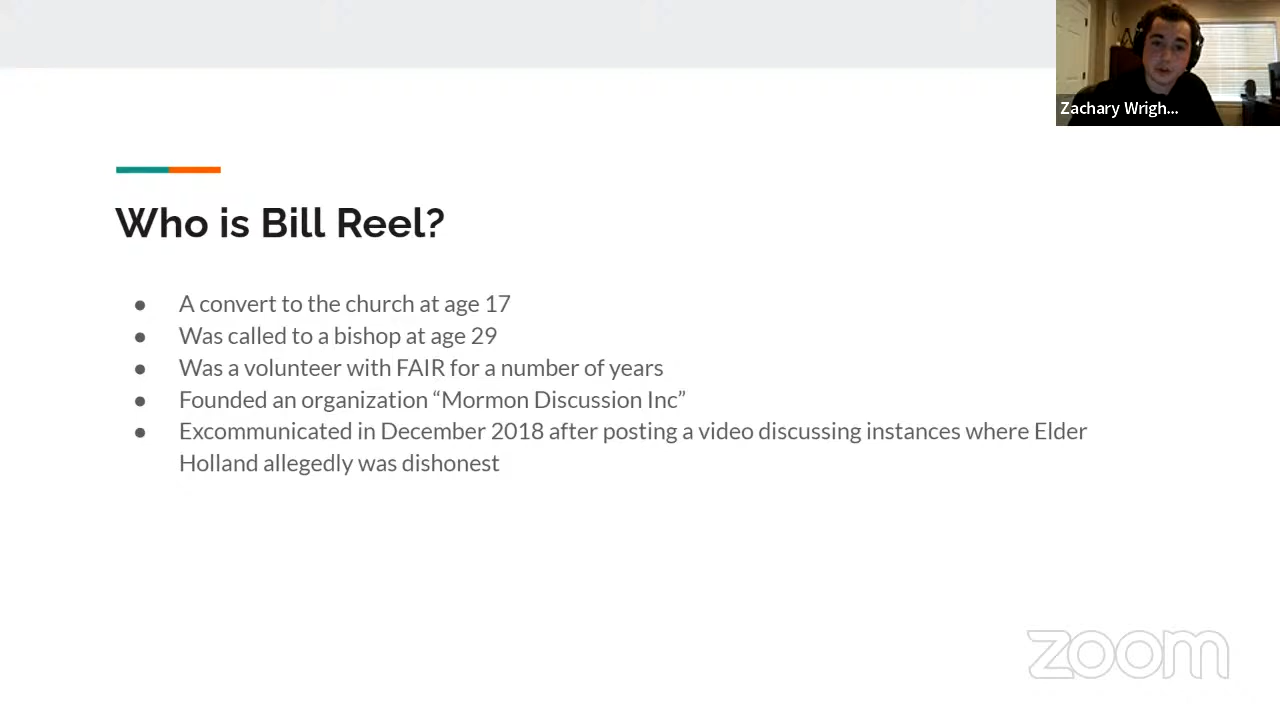 Zachary Wrigh...
Who is Bill Reel?
● A convert to the church at age 17
● Was called to a bishop at age 29
● Was a volunteer with FAIR for a number of years
● Founded an organization “Mormon Discussion Inc”
● Excommunicated in December 2018 after posting a video discussing instances where Elder
Holland allegedly was dishonest
zoom